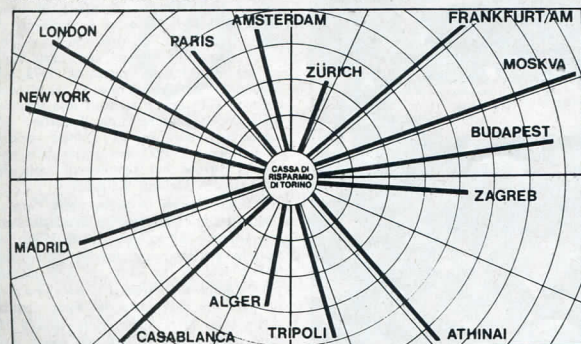 AMSTERDAM
FRANKFURT/AM
LONDON
PARIS
ZÜRICH
MOSKVA
NEW YORK
BUDAPEST
CASSA DI
RISPARMIO
DI TORINO
ZAGREB
MADRID
ALGER
CASABLANCA
TRIPOLI
ATHINAI